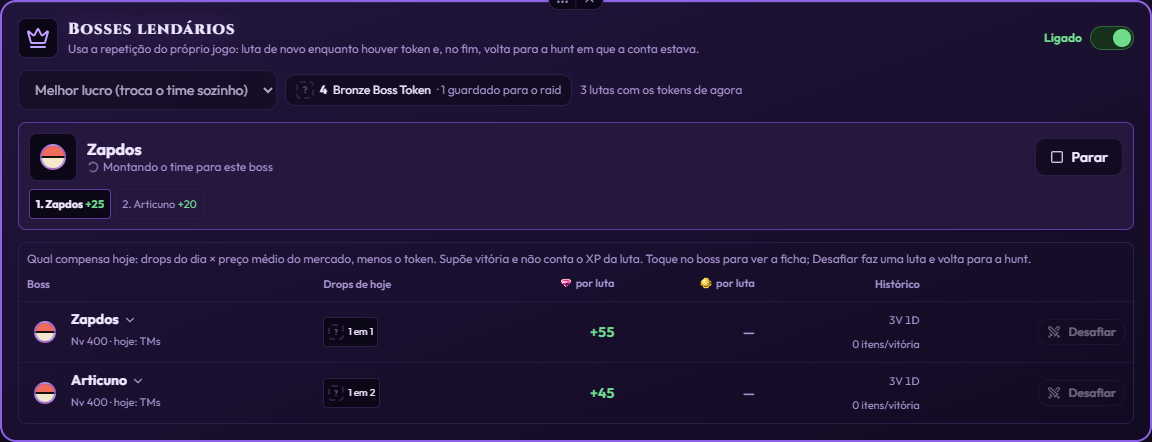 Bosses lendários
Usa a repetição do próprio jogo: luta de novo enquanto houver token e, no fim, volta para a hunt em que a conta estava.
Ligado
Melhor lucro (troca o time sozinho)
4 Bronze Boss Token · 1 guardado para o raid
3 lutas com os tokens de agora
Zapdos
Montando o time para este boss
Parar
1. Zapdos +25
2. Articuno +20
Qual compensa hoje: drops do dia × preço médio do mercado, menos o token. Supõe vitória e não conta o XP da luta. Toque no boss para ver a ficha; Desafiar faz uma luta e volta para a hunt.
Boss
Drops de hoje
por luta
por luta
Histórico
Zapdos
Nv 400 · hoje: TMs
? 1 em 1
+55
—
3V 1D
0 itens/vitória
Desafiar
Articuno
Nv 400 · hoje: TMs
? 1 em 2
+45
—
3V 1D
0 itens/vitória
Desafiar